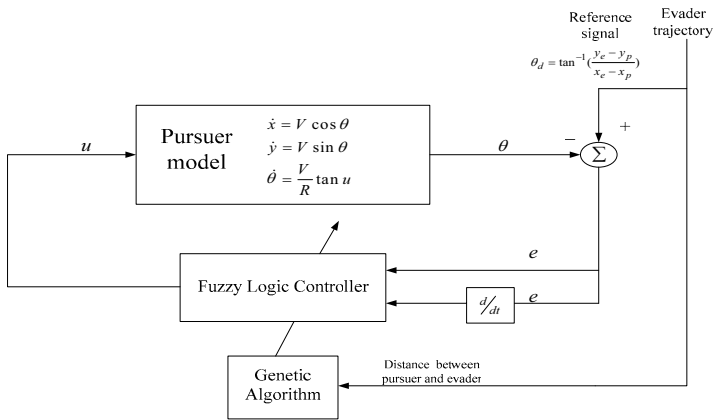 Reference
signal
Evader
trajectory
θ_d = tan⁻¹((y_e − y_p)/(x_e − x_p))
Pursuer
model
ẋ = V cos θ
ẏ = V sin θ
θ̇ = V/R tan u
u
θ
−
+
Σ
e
Fuzzy Logic Controller
d/dt
e
Genetic
Algorithm
Distance between
pursuer and evader